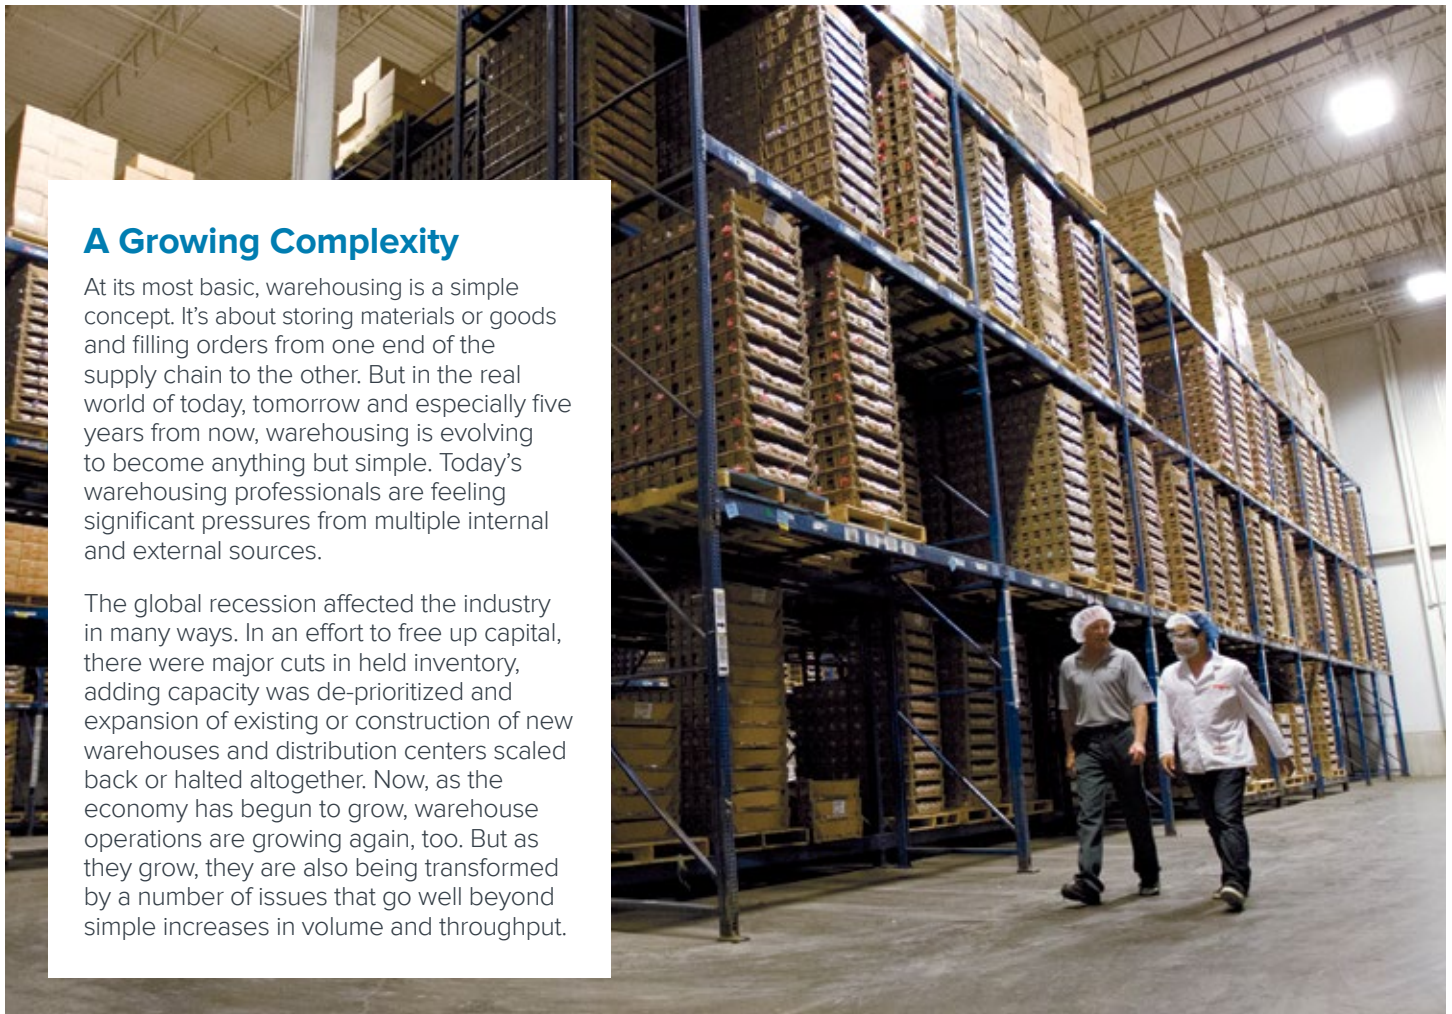 A Growing Complexity
At its most basic, warehousing is a simple
concept. It’s about storing materials or goods
and filling orders from one end of the
supply chain to the other. But in the real
world of today, tomorrow and especially five
years from now, warehousing is evolving
to become anything but simple. Today’s
warehousing professionals are feeling
significant pressures from multiple internal
and external sources.
The global recession affected the industry
in many ways. In an effort to free up capital,
there were major cuts in held inventory,
adding capacity was de-prioritized and
expansion of existing or construction of new
warehouses and distribution centers scaled
back or halted altogether. Now, as the
economy has begun to grow, warehouse
operations are growing again, too. But as
they grow, they are also being transformed
by a number of issues that go well beyond
simple increases in volume and throughput.